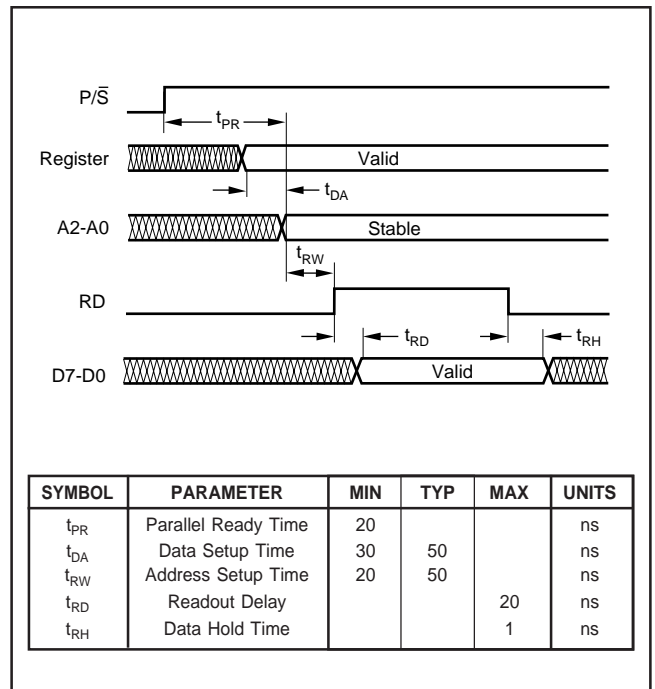 P/S̅
t_PR
Register Valid
t_DA
A2-A0 Stable
t_RW
RD
t_RD t_RH
D7-D0 Valid
SYMBOL PARAMETER MIN TYP MAX UNITS
t_PR Parallel Ready Time 20 ns
t_DA Data Setup Time 30 50 ns
t_RW Address Setup Time 20 50 ns
t_RD Readout Delay 20 ns
t_RH Data Hold Time 1 ns